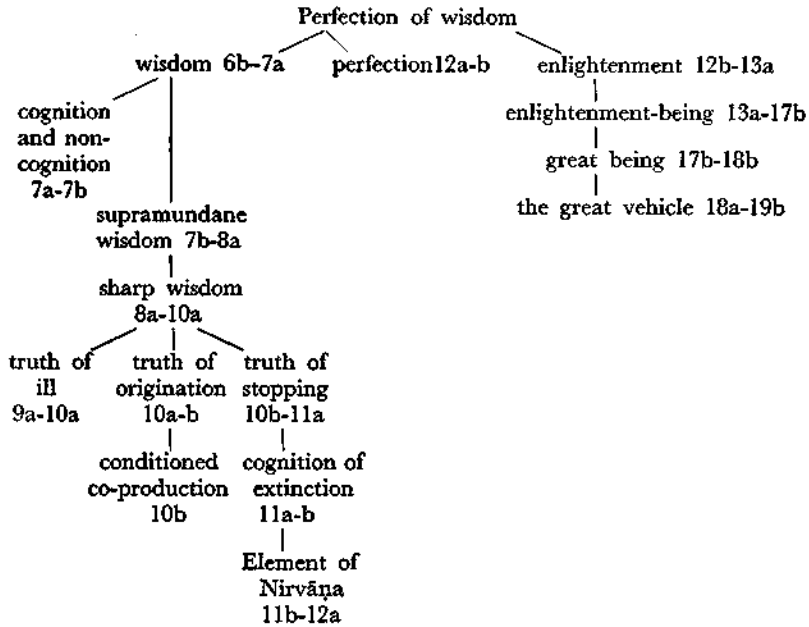 Perfection of wisdom
wisdom 6b–7a perfection12a-b enlightenment 12b-13a
cognition
and non-
cognition
7a-7b
enlightenment-being 13a-17b
great being 17b-18b
the great vehicle 18a-19b
supramundane
wisdom 7b-8a
sharp wisdom
8a-10a
truth of
ill
9a-10a
truth of
origination
10a-b
truth of
stopping
10b-11a
conditioned
co-production
10b
cognition of
extinction
11a-b
Element of
Nirvāṇa
11b-12a